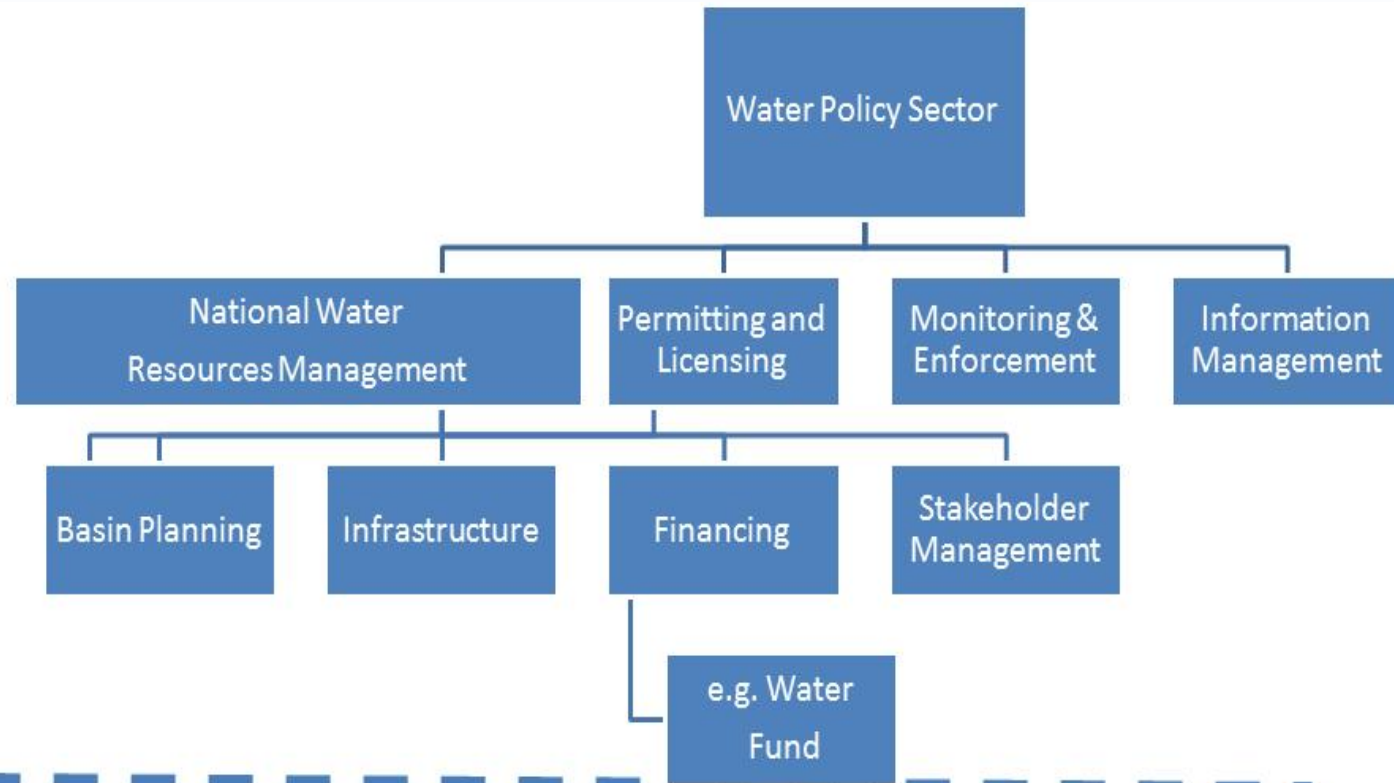 Water Policy Sector
National Water
Resources Management
Permitting and
Licensing
Monitoring &
Enforcement
Information
Management
Basin Planning
Infrastructure
Financing
Stakeholder
Management
e.g. Water
Fund